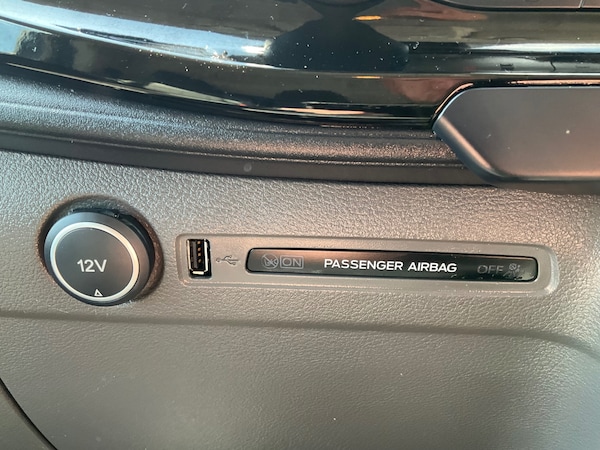 12V
ON PASSENGER AIRBAG OFF